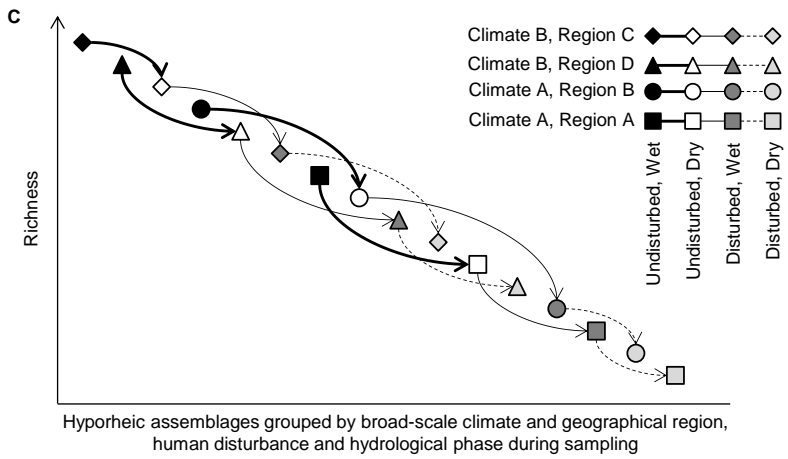 C
Climate B, Region C
Climate B, Region D
Climate A, Region B
Climate A, Region A
Undisturbed, Wet
Undisturbed, Dry
Disturbed, Wet
Disturbed, Dry
Richness
Hyporheic assemblages grouped by broad-scale climate and geographical region,
human disturbance and hydrological phase during sampling